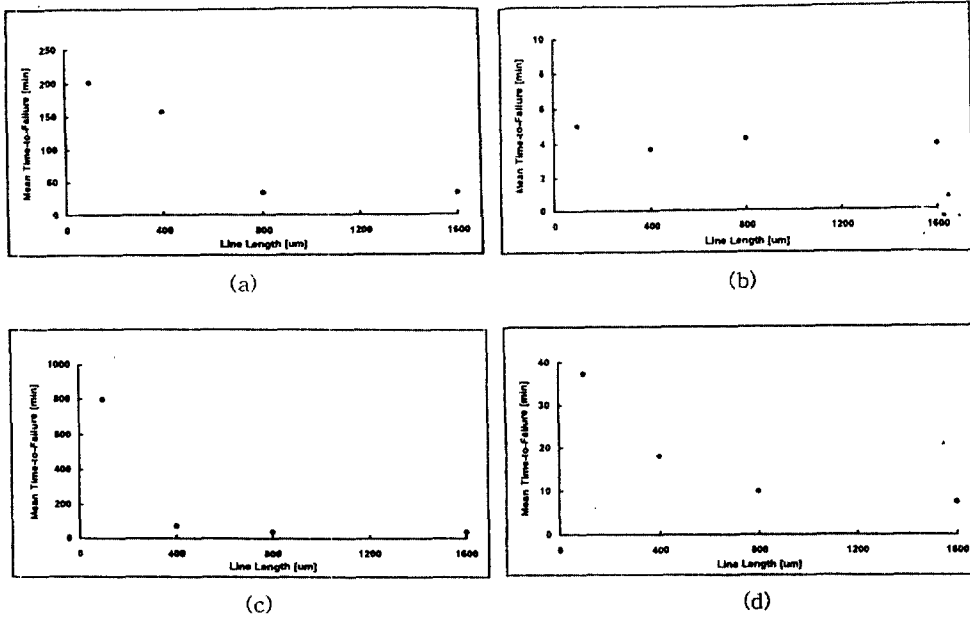 Mean Time-to-Failure [min]
250
200
150
100
50
0
0 400 800 1200 1600
Line Length [um]
(a)
Mean Time-to-Failure [min]
10
8
6
4
2
0
0 400 800 1200 1600
Line Length [um]
(b)
Mean Time-to-Failure [min]
1000
800
600
400
200
0
0 400 800 1200 1600
Line Length [um]
(c)
Mean Time-to-Failure [min]
40
30
20
10
0
0 400 800 1200 1600
Line Length [um]
(d)